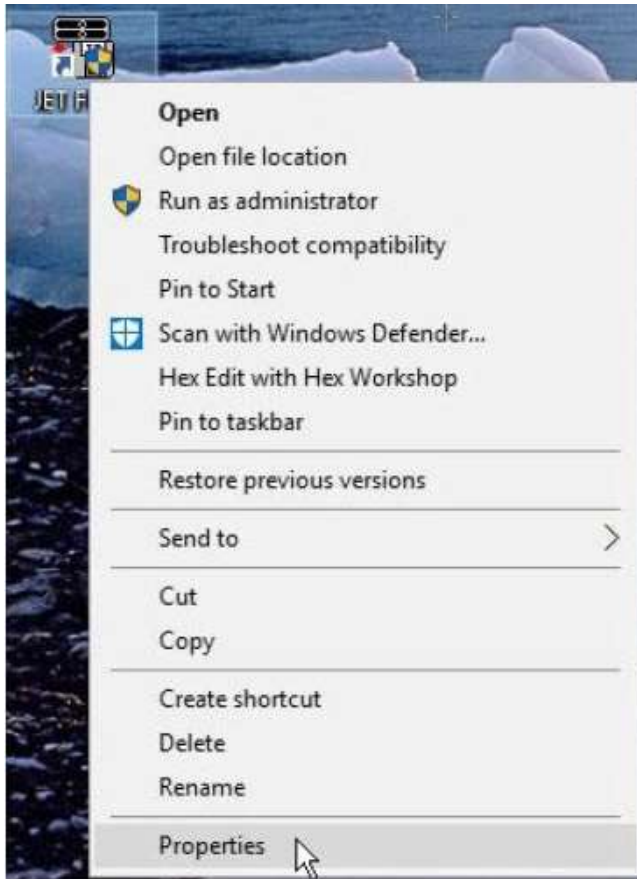 JET
Open
Open file location
Run as administrator
Troubleshoot compatibility
Pin to Start
Scan with Windows Defender...
Hex Edit with Hex Workshop
Pin to taskbar
Restore previous versions
Send to
Cut
Copy
Create shortcut
Delete
Rename
Properties